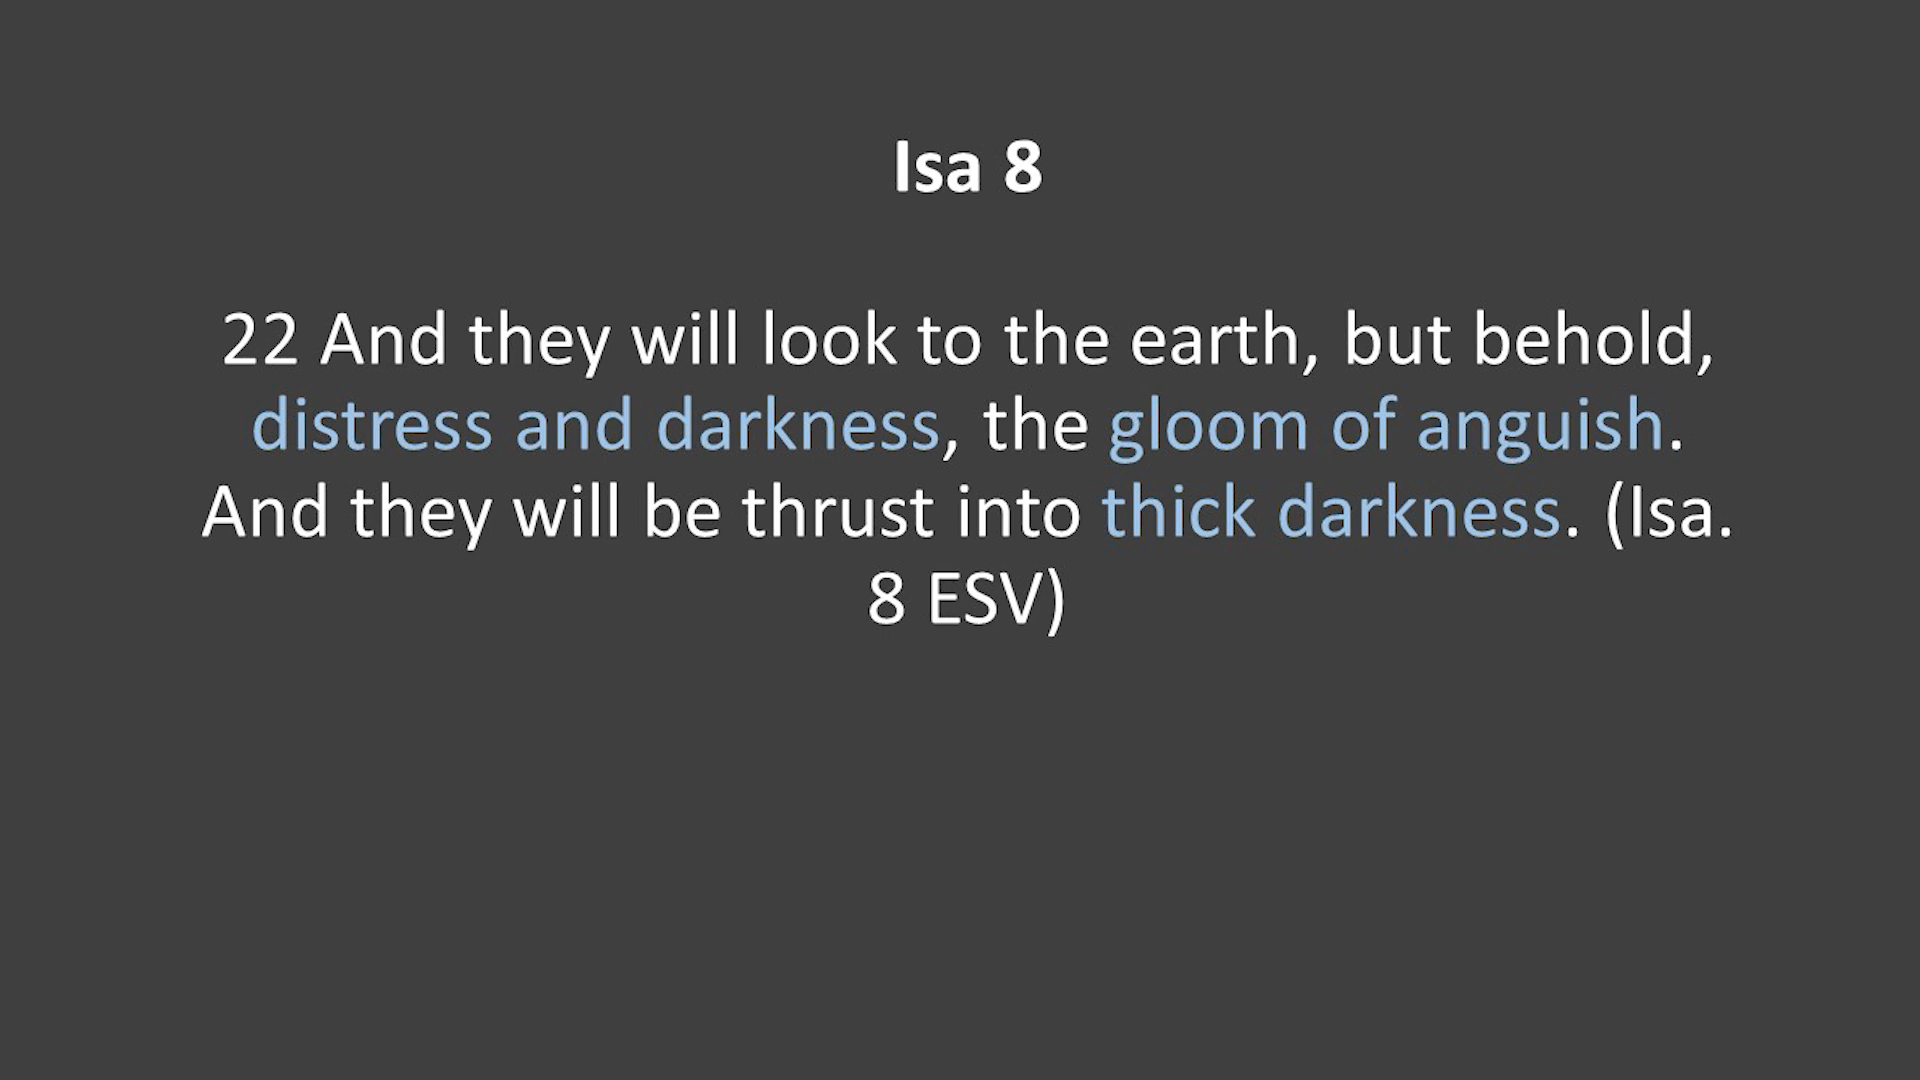 Isa 8
22 And they will look to the earth, but behold,
distress and darkness, the gloom of anguish.
And they will be thrust into thick darkness. (Isa.
8 ESV)